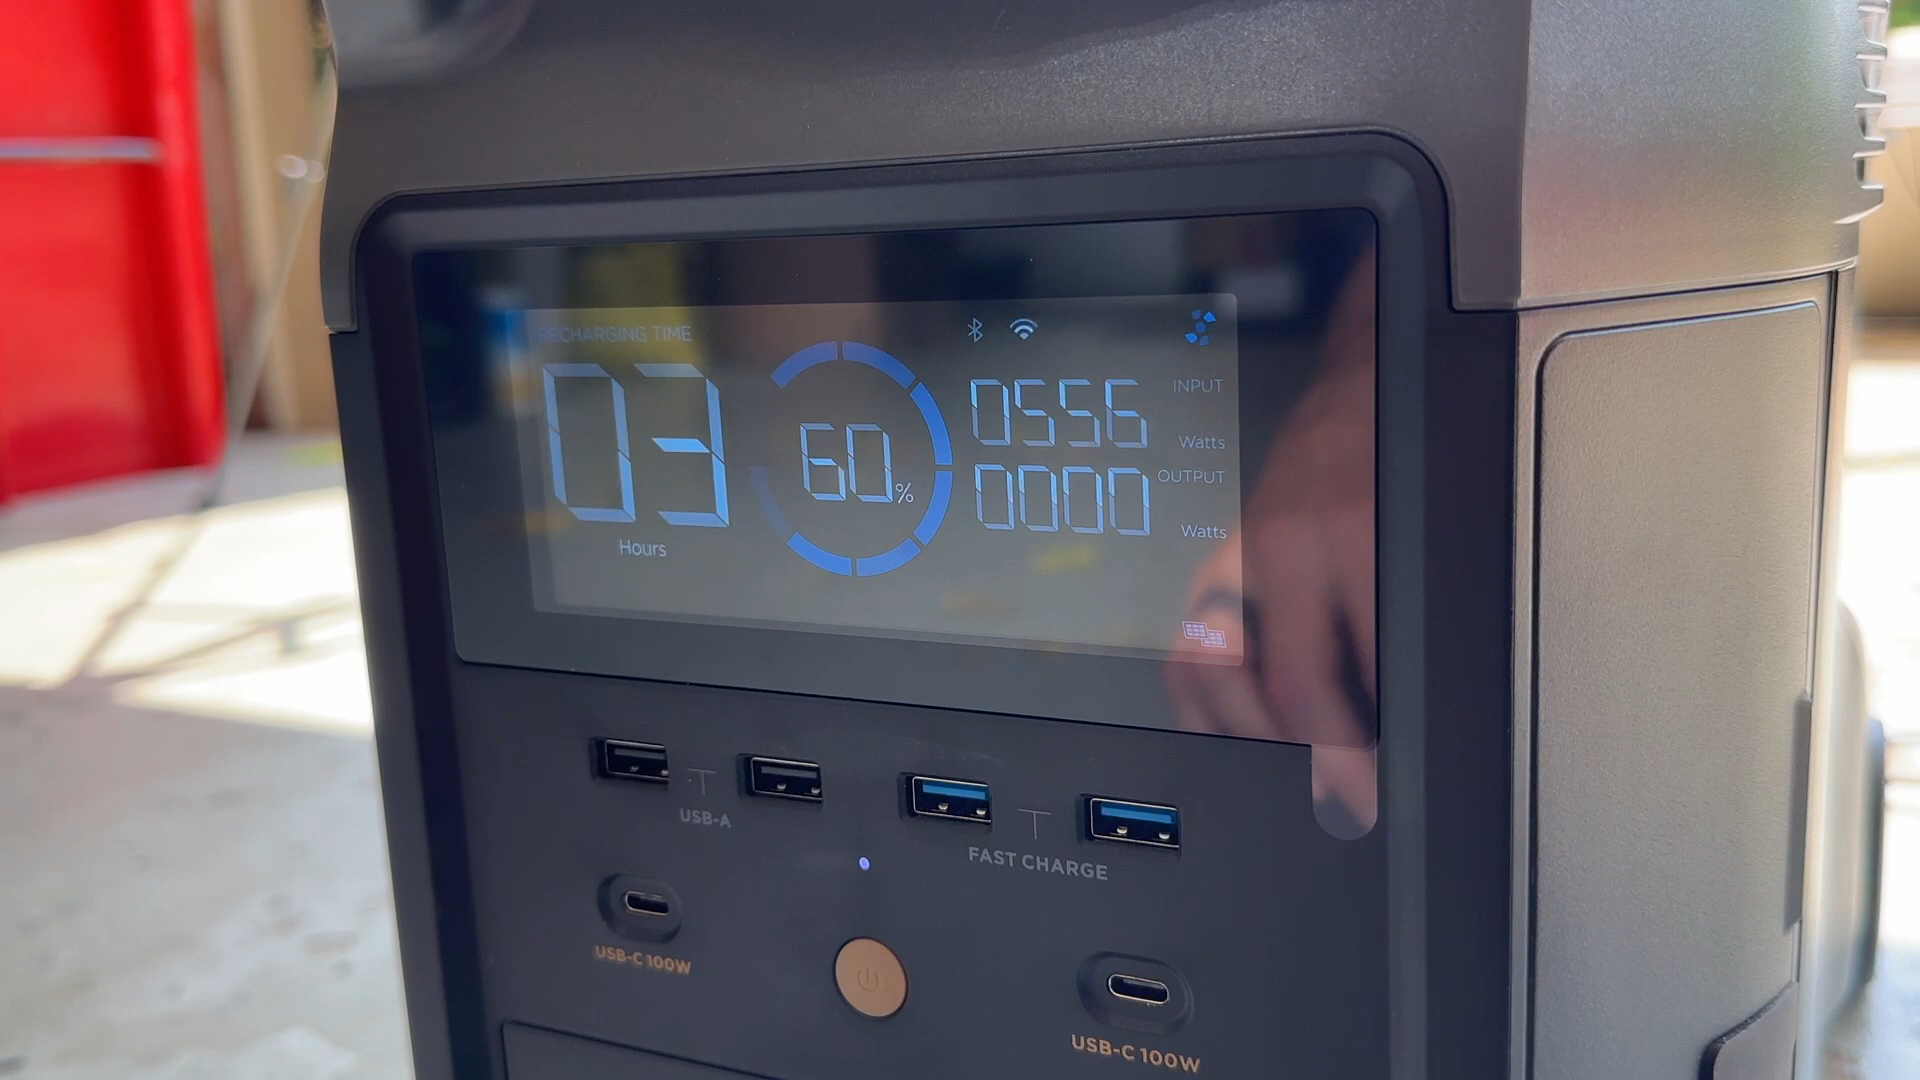 RECHARGING TIME
03
Hours
60%
0556
INPUT
Watts
0000
OUTPUT
Watts
USB-A
FAST CHARGE
USB-C 100W
USB-C 100W